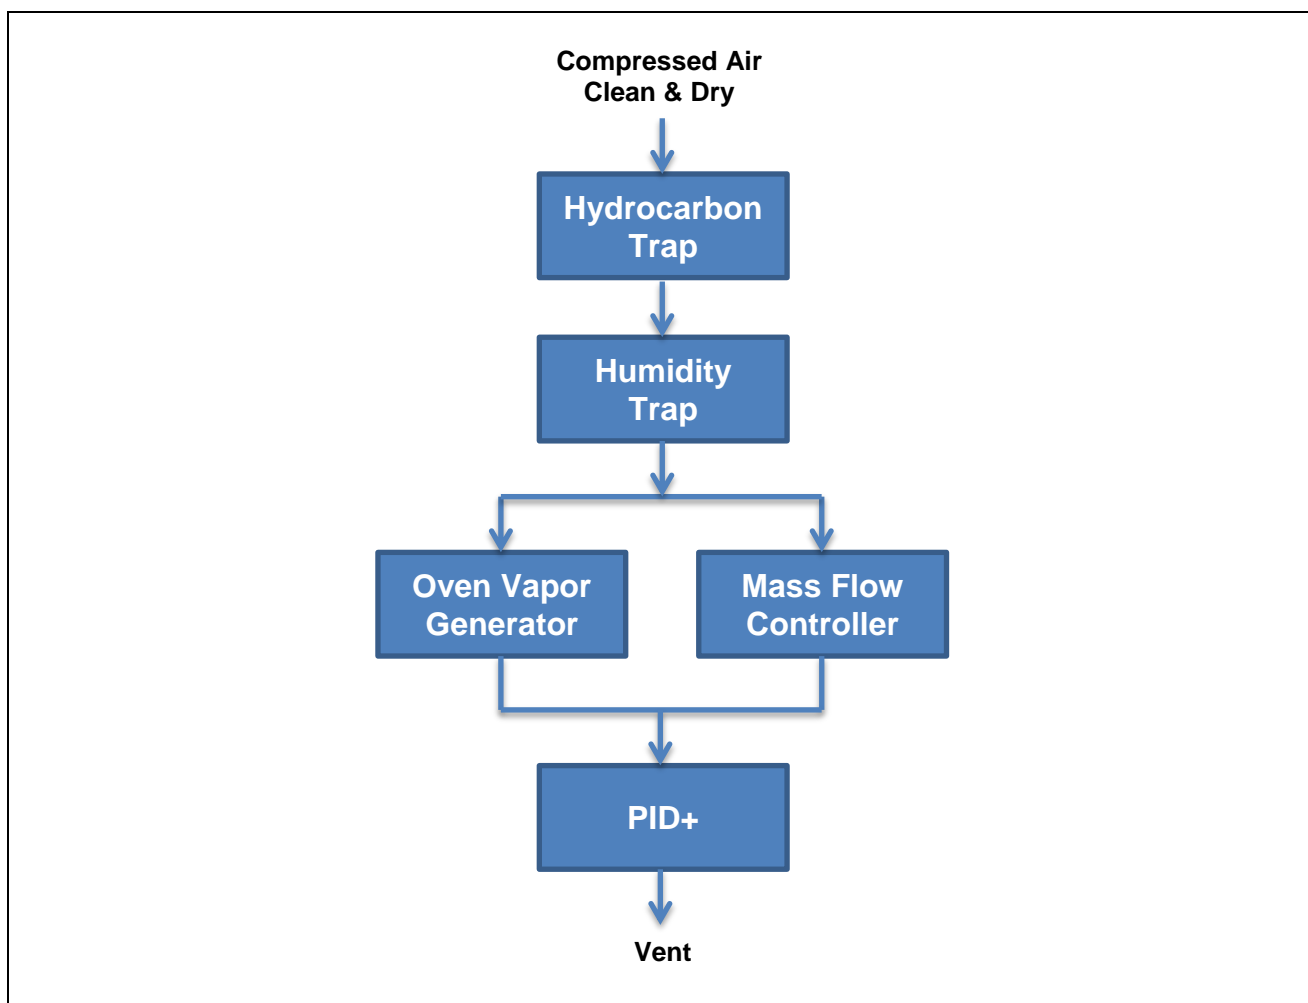 Compressed Air
Clean & Dry
Hydrocarbon
Trap
Humidity
Trap
Oven Vapor
Generator
Mass Flow
Controller
PID+
Vent